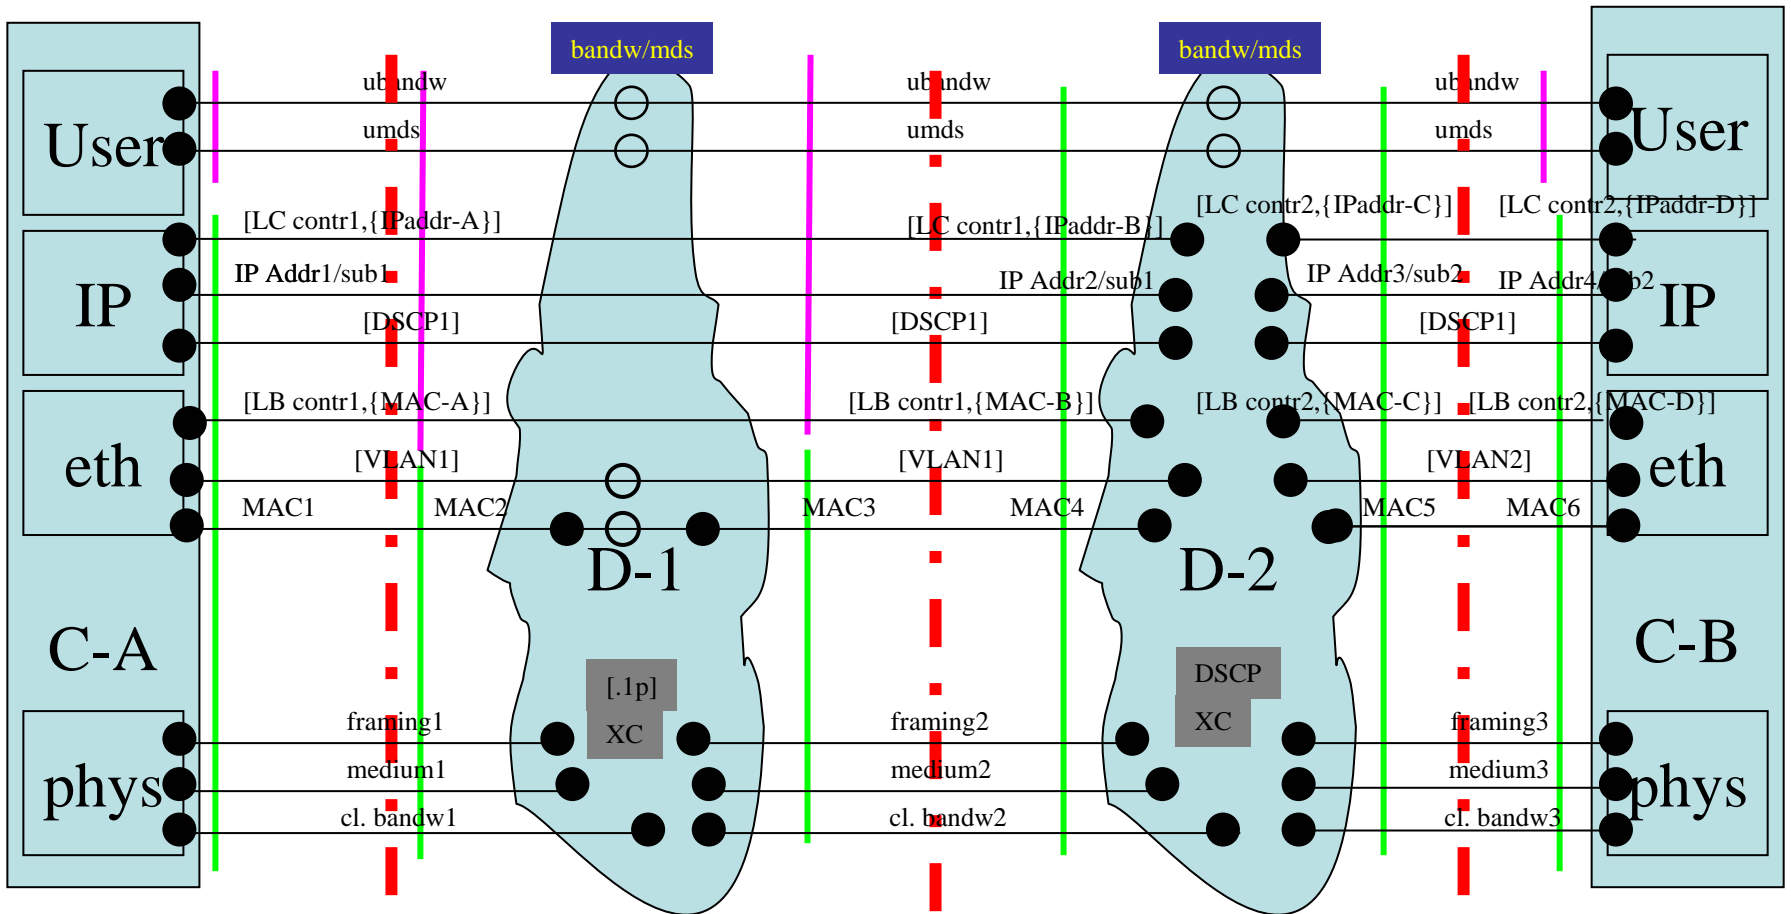 bandw/mds bandw/mds
ubandw ubandw ubandw
User User
umds umds umds
[LC contr1,{IPaddr-A}] [LC contr1,{IPaddr-B}] [LC contr2,{IPaddr-C}] [LC contr2,{IPaddr-D}]
IP Addr1/sub1 IP Addr2/sub1 IP Addr3/sub2 IP Addr4/sub2
IP IP
[DSCP1] [DSCP1] [DSCP1]
[LB contr1,{MAC-A}] [LB contr1,{MAC-B}] [LB contr2,{MAC-C}] [LB contr2,{MAC-D}]
eth [VLAN1] [VLAN1] [VLAN2] eth
MAC1 MAC2 MAC3 MAC4 MAC5 MAC6
D-1 D-2
C-A C-B
[.1p] DSCP
XC XC
framing1 framing2 framing3
phys medium1 medium2 medium3 phys
cl. bandw1 cl. bandw2 cl. bandw3